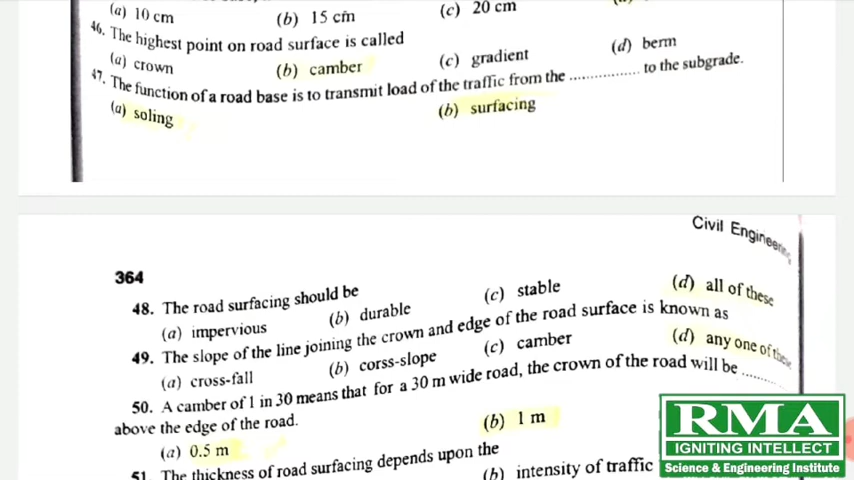 (a) 10 cm (b) 15 cm (c) 20 cm
46. The highest point on road surface is called
(a) crown (b) camber (c) gradient (d) berm
47. The function of a road base is to transmit load of the traffic from the .............. to the subgrade.
(a) soling (b) surfacing
Civil Engineering
364
48. The road surfacing should be
(a) impervious (b) durable (c) stable (d) all of these
49. The slope of the line joining the crown and edge of the road surface is known as
(a) cross-fall (b) corss-slope (c) camber (d) any one of these
50. A camber of 1 in 30 means that for a 30 m wide road, the crown of the road will be ..........
above the edge of the road.
(a) 0.5 m (b) 1 m
51. The thickness of road surfacing depends upon the
(b) intensity of traffic
RMA
IGNITING INTELLECT
Science & Engineering Institute